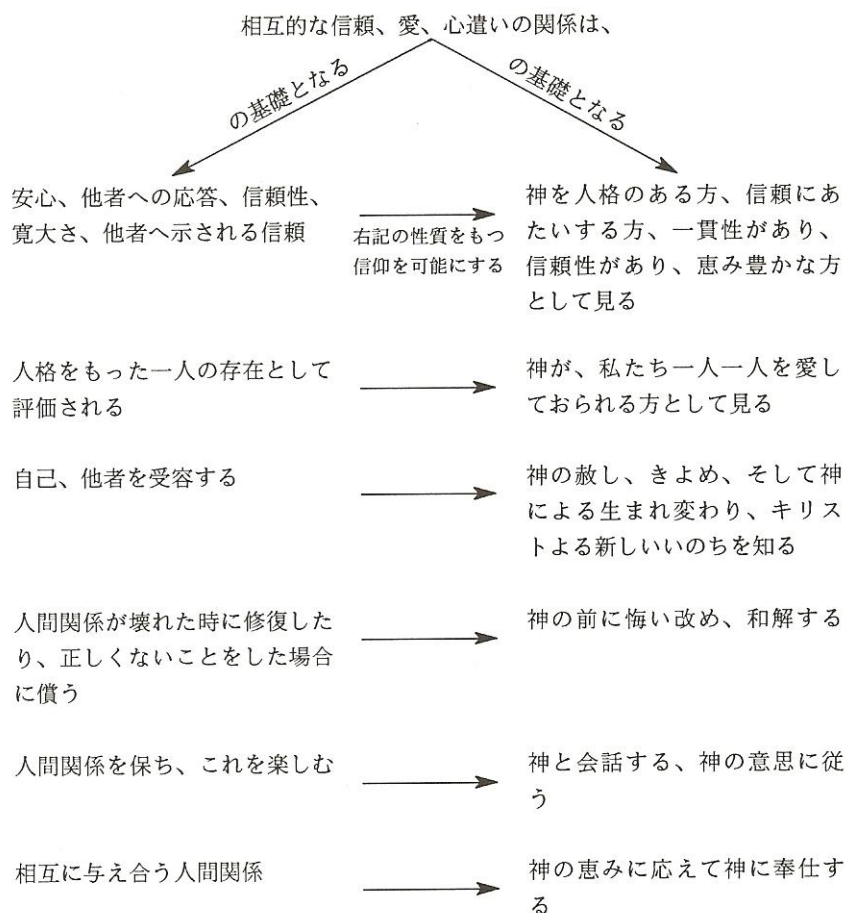 相互的な信頼、愛、心遣いの関係は、
の基礎となる
の基礎となる
安心、他者への応答、信頼性、
寛大さ、他者へ示される信頼
右記の性質をもつ
信仰を可能にする
神を人格のある方、信頼にあ
たいする方、一貫性があり、
信頼性があり、恵み豊かな方
として見る
人格をもった一人の存在として
評価される
神が、私たち一人一人を愛し
ておられる方として見る
自己、他者を受容する
神の赦し、きよめ、そして神
による生まれ変わり、キリス
トよる新しいいのちを知る
人間関係が壊れた時に修復した
り、正しくないことをした場合
に償う
神の前に悔い改め、和解する
人間関係を保ち、これを楽しむ
神と会話する、神の意思に従
う
相互に与え合う人間関係
神の恵みに応えて神に奉仕す
る